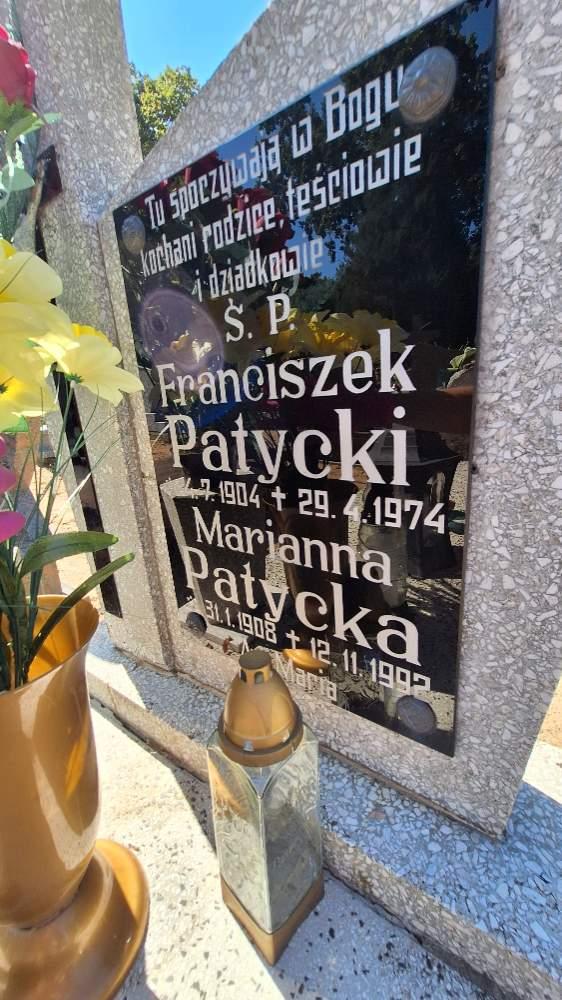 Tu spoczywają w Bogu
kochani rodzice, teściowie
i dziadkowie
Ś. P.
Franciszek
Patycki
4.7.1904 ✝ 29.4.1974
Marianna
Patycka
* 31.1.1908 ✝ 12.11.1992
Maria